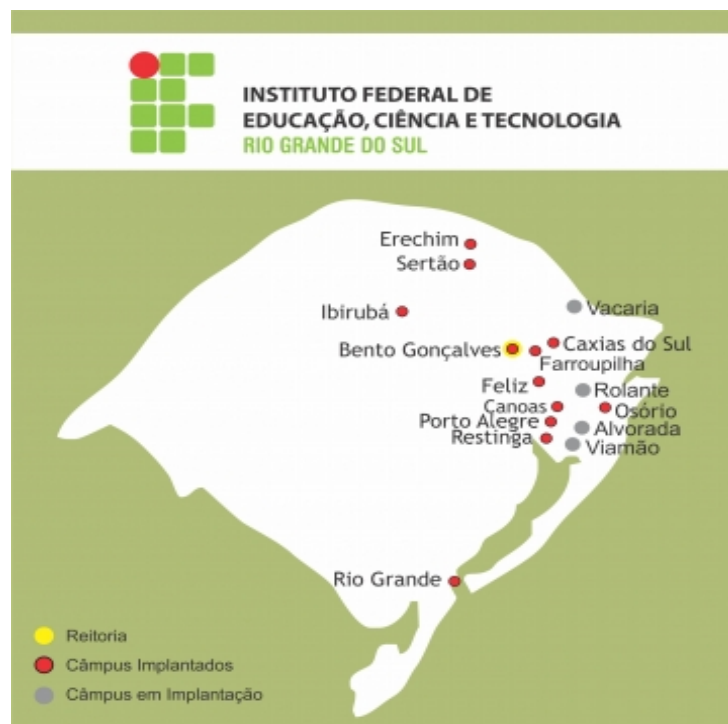 INSTITUTO FEDERAL DE
EDUCAÇÃO, CIÊNCIA E TECNOLOGIA
RIO GRANDE DO SUL
Erechim
Sertão
Vacaria
Ibirubá
Caxias do Sul
Bento Gonçalves
Farroupilha
Feliz
Rolante
Canoas
Osório
Porto Alegre
Alvorada
Restinga
Viamão
Rio Grande
Reitoria
Câmpus Implantados
Câmpus em Implantação